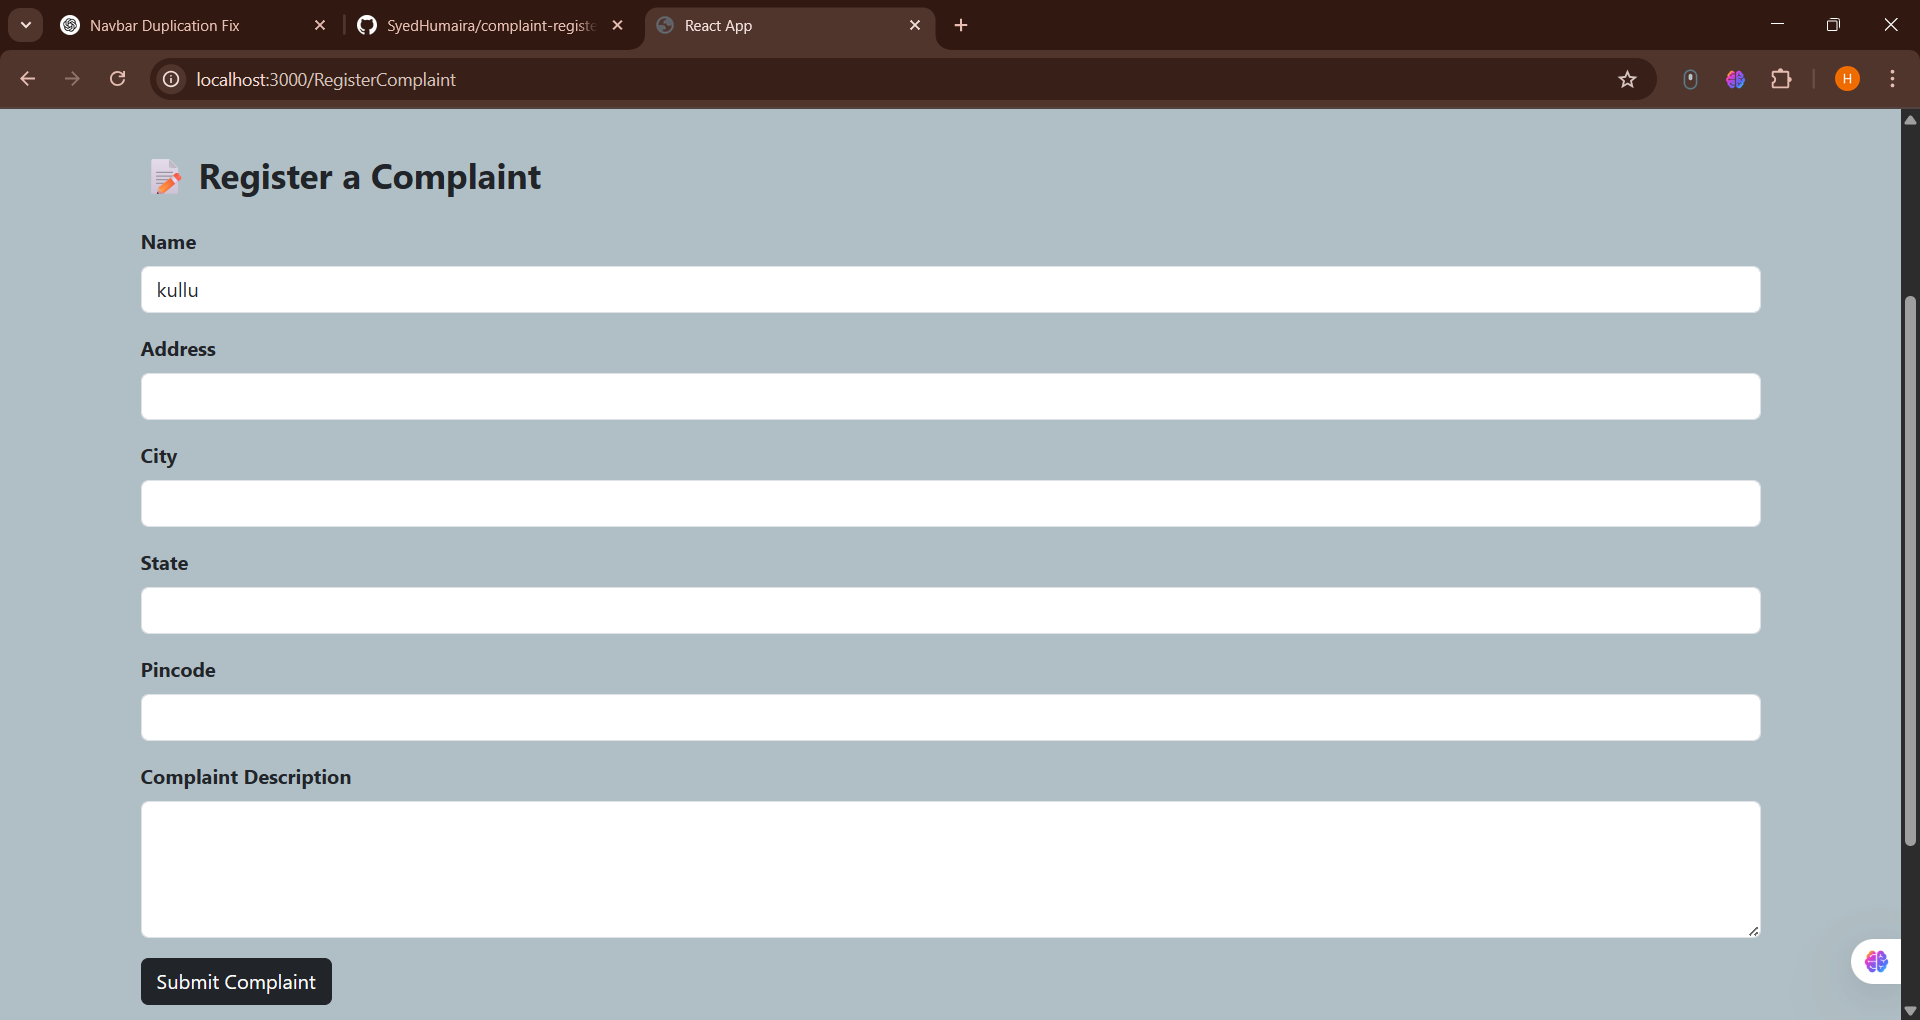 Navbar Duplication Fix
SyedHumaira/complaint-registe
React App
localhost:3000/RegisterComplaint
H
Register a Complaint
Name
kullu
Address
City
State
Pincode
Complaint Description
Submit Complaint